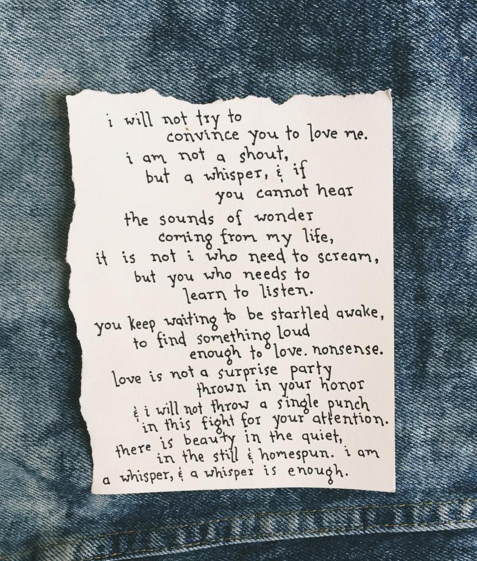 i will not try to
convince you to love me.
i am not a shout,
but a whisper, & if
you cannot hear
the sounds of wonder
coming from my life,
it is not i who need to scream,
but you who needs to
learn to listen.
you keep waiting to be startled awake,
to find something loud
enough to love. nonsense.
love is not a surprise party
thrown in your honor
& i will not throw a single punch
in this fight for your attention.
there is beauty in the quiet,
in the still & homespun. i am
a whisper, & a whisper is enough.